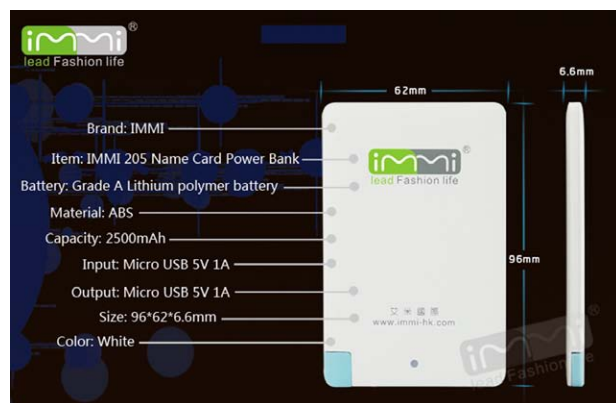 immi®
lead Fashion life
62mm
6.6mm
Brand: IMMI
Item: IMMI 205 Name Card Power Bank
Battery: Grade A Lithium polymer battery
Material: ABS
Capacity: 2500mAh
Input: Micro USB 5V 1A
Output: Micro USB 5V 1A
Size: 96*62*6.6mm
Color: White
immi®
lead Fashion life
96mm
艾米國際
www.immi-hk.com
immi®
lead Fashion life